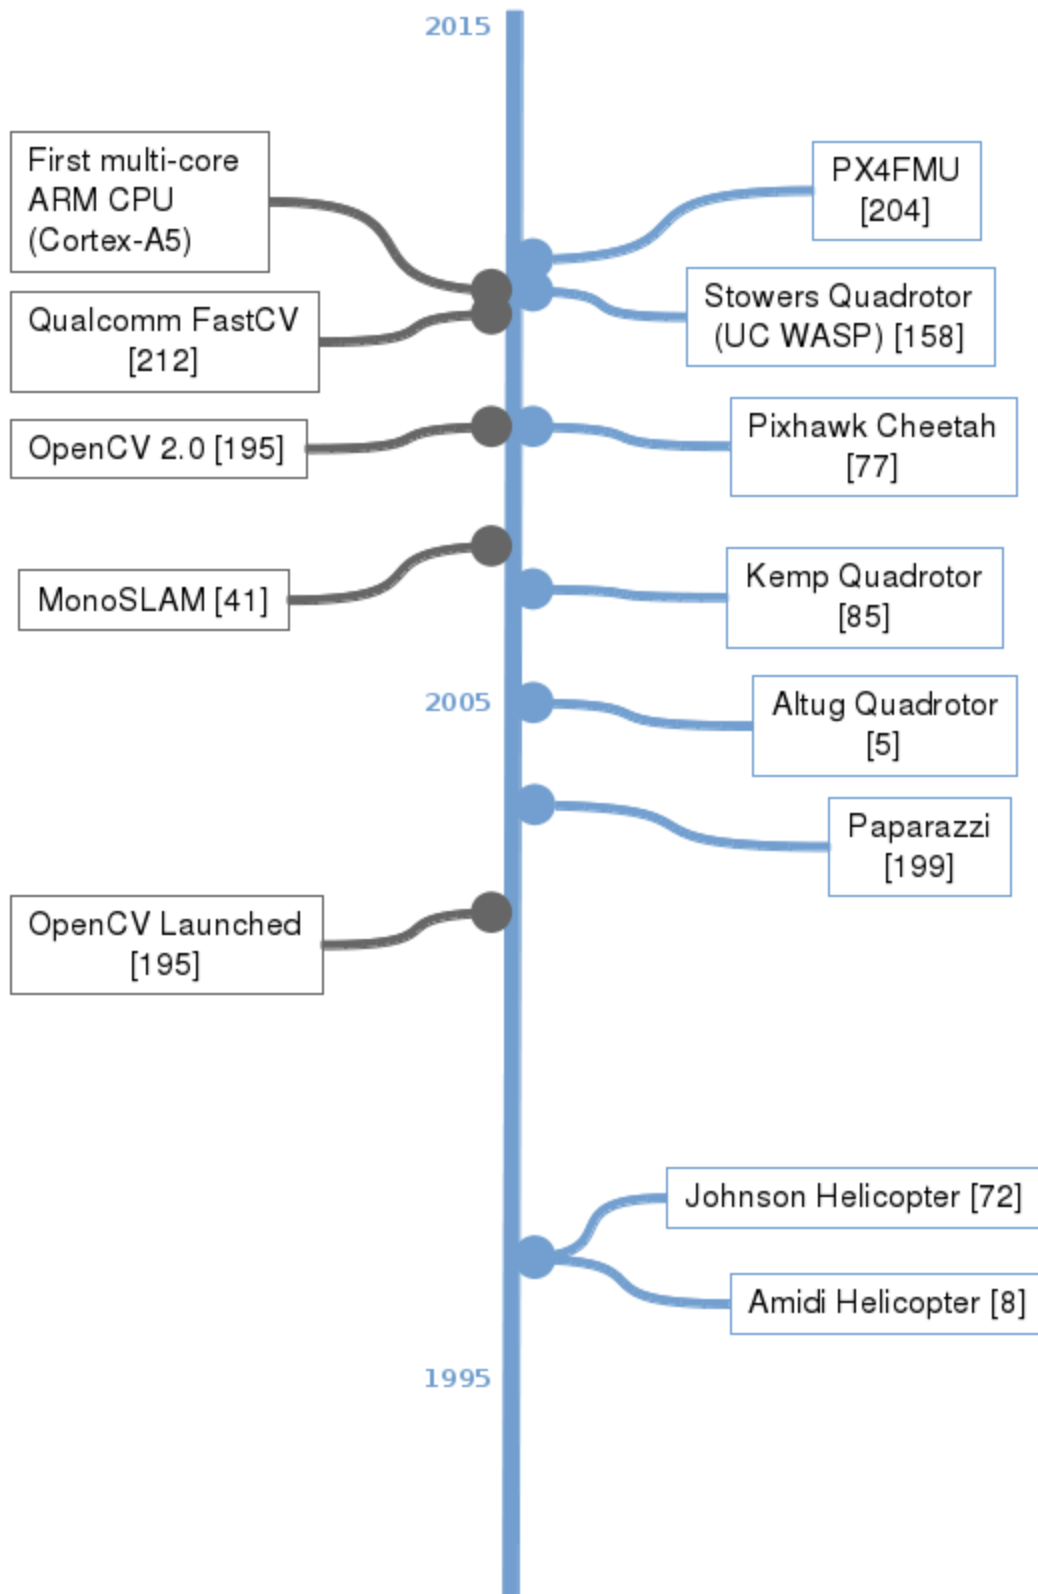 2015
First multi-core
ARM CPU
(Cortex-A5)
PX4FMU
[204]
Qualcomm FastCV
[212]
Stowers Quadrotor
(UC WASP) [158]
OpenCV 2.0 [195]
Pixhawk Cheetah
[77]
MonoSLAM [41]
Kemp Quadrotor
[85]
2005
Altug Quadrotor
[5]
Paparazzi
[199]
OpenCV Launched
[195]
Johnson Helicopter [72]
Amidi Helicopter [8]
1995